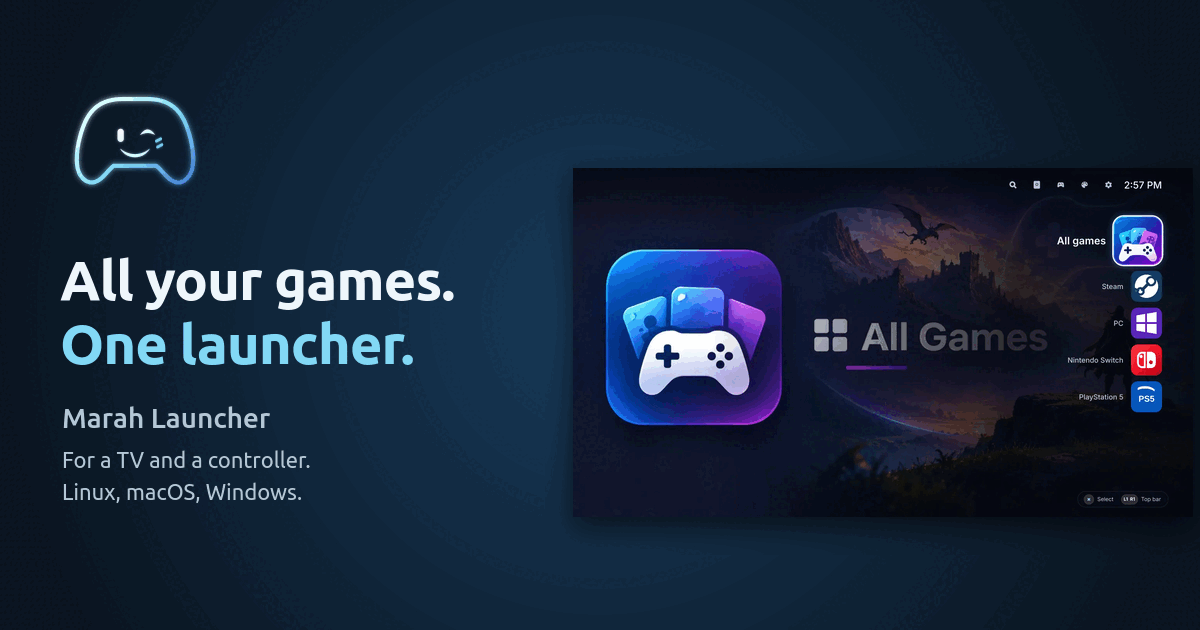 All your games.
One launcher.
Marah Launcher
For a TV and a controller.
Linux, macOS, Windows.
2:57 PM
All games
Steam
PC
All Games
Nintendo Switch
PlayStation 5
PS5
Select
L1 R1
Top bar